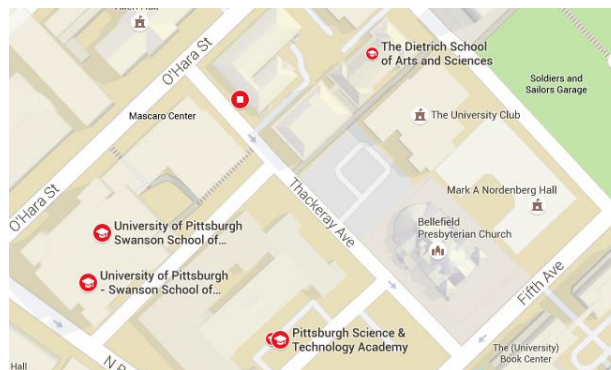 Allen Hall
O'Hara St
The Dietrich School
of Arts and Sciences
Soldiers and
Sailors Garage
Mascaro Center
The University Club
Thackeray Ave
Mark A Nordenberg Hall
O'Hara St
University of Pittsburgh
Swanson School of...
Bellefield
Presbyterian Church
University of Pittsburgh
- Swanson School of...
Fifth Ave
Pittsburgh Science &
Technology Academy
The (University)
Book Center
Hall
N